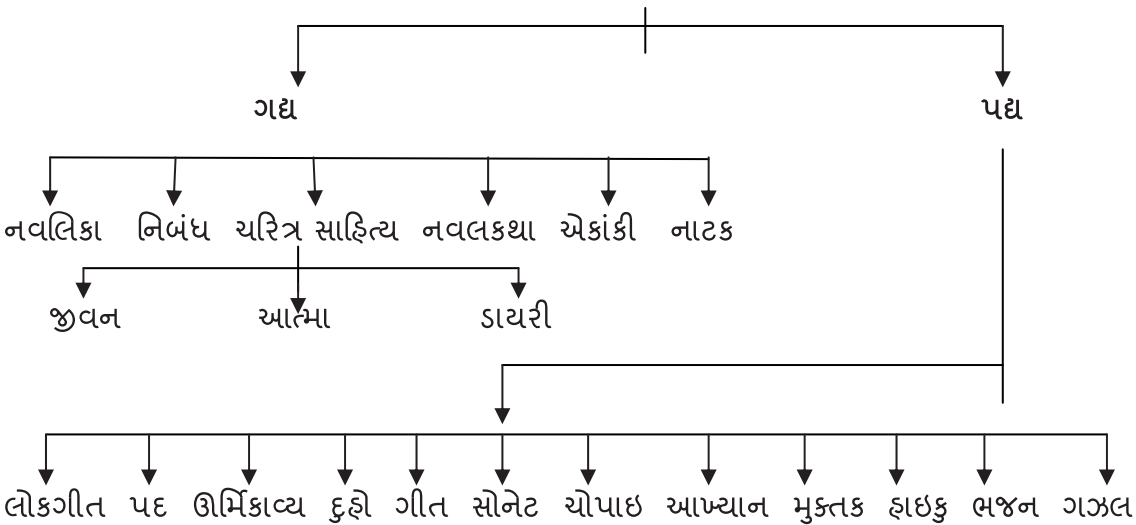 ગદ્ય પદ્ય
નવલિકા નિબંધ ચરિત્ર સાહિત્ય નવલકથા એકાંકી નાટક
જીવન આત્મા ડાયરી
લોકગીત પદ ઊર્મિકાવ્ય દુહો ગીત સોનેટ ચોપાઇ આખ્યાન મુક્તક હાઇકુ ભજન ગઝલ